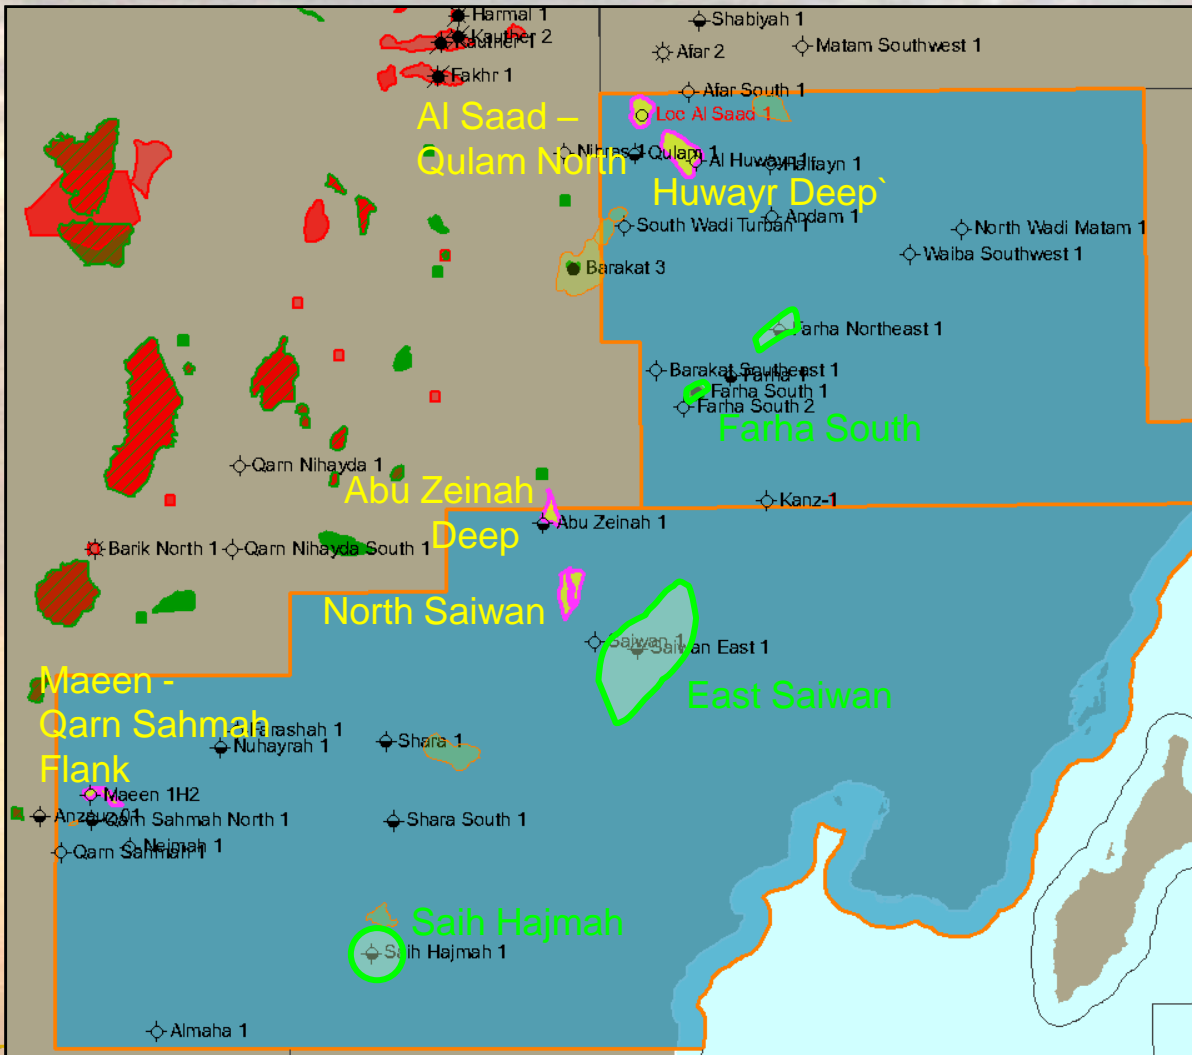 Harmal 1
Shabiyah 1
Kauther 2
Kauther 1
Matam Southwest 1
Afar 2
Fakhr 1
Afar South 1
Al Saad –
Qulam North
Loc Al Saad 1
Nihas 1
Qulam 1
Al Huwayr 1
Haliayn 1
Huwayr Deep`
Andam 1
South Wadi Turban 1
North Wadi Matam 1
Waiba Southwest 1
Barakat 3
Farha Northeast 1
Barakat Southeast 1
Farha 1
Farha South 1
Farha South 2
Farha South
Qarn Nihayda 1
Abu Zeinah
Deep
Kanz-1
Abu Zeinah 1
Barik North 1
Qarn Nihayda South 1
North Saiwan
Saiwan 1
Saiwan East 1
East Saiwan
Maeen -
Qarn Sahmah
Flank
Farashah 1
Nuhayrah 1
Shara 1
Maeen 1H2
Qarn Sahmah North 1
Shara South 1
Nejmah 1
Qarn Sahmah 1
Saih Hajmah
Saih Hajmah 1
Almaha 1